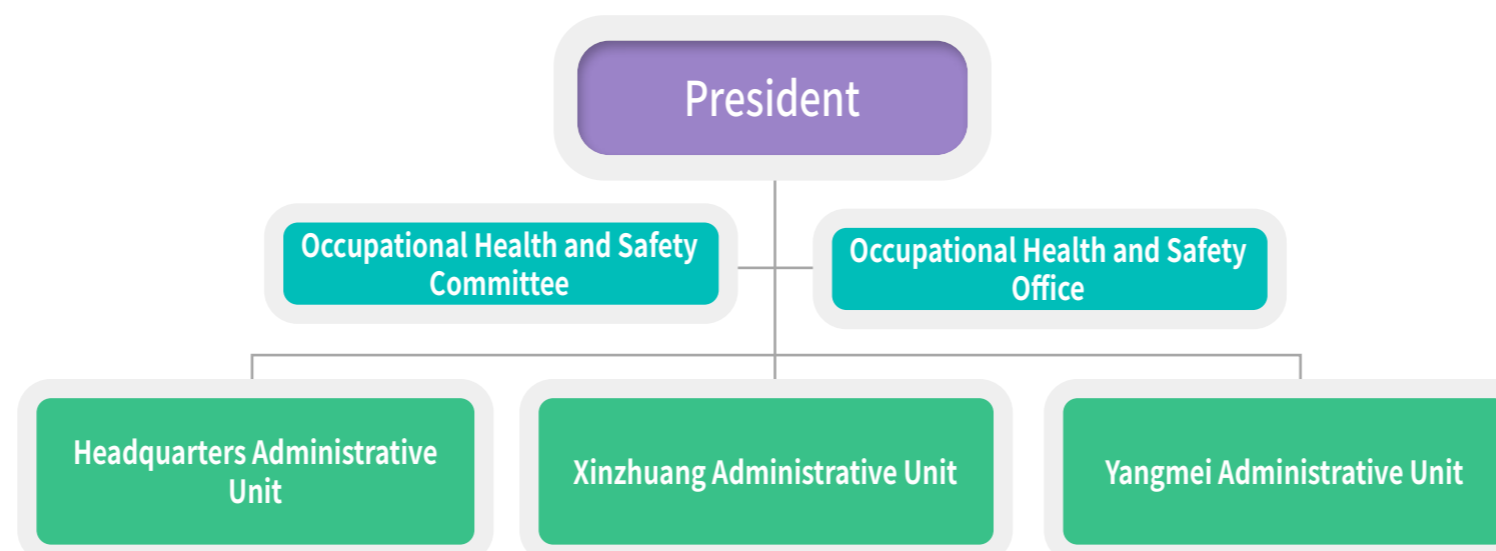 President
Occupational Health and Safety
Committee
Occupational Health and Safety
Office
Headquarters Administrative
Unit
Xinzhuang Administrative Unit
Yangmei Administrative Unit